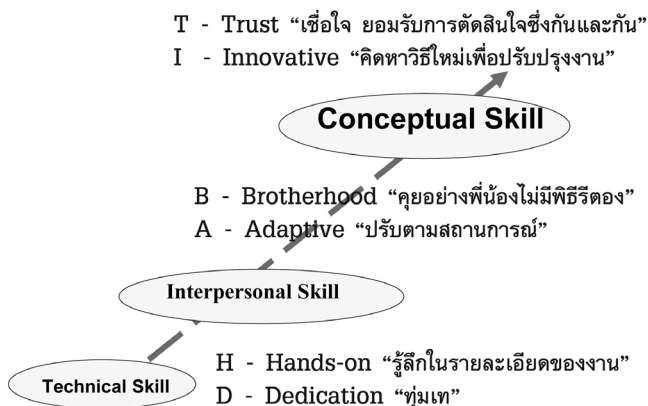 T - Trust “เชื่อใจ ยอมรับการตัดสินใจซึ่งกันและกัน”
I - Innovative “คิดหาวิธีใหม่เพื่อปรับปรุงงาน”
Conceptual Skill
B - Brotherhood “คุยอย่างพี่น้องไม่มีพิธีรีตอง”
A - Adaptive “ปรับตามสถานการณ์”
Interpersonal Skill
H - Hands-on “รู้ลึกในรายละเอียดของงาน”
Technical Skill
D - Dedication “ทุ่มเท”